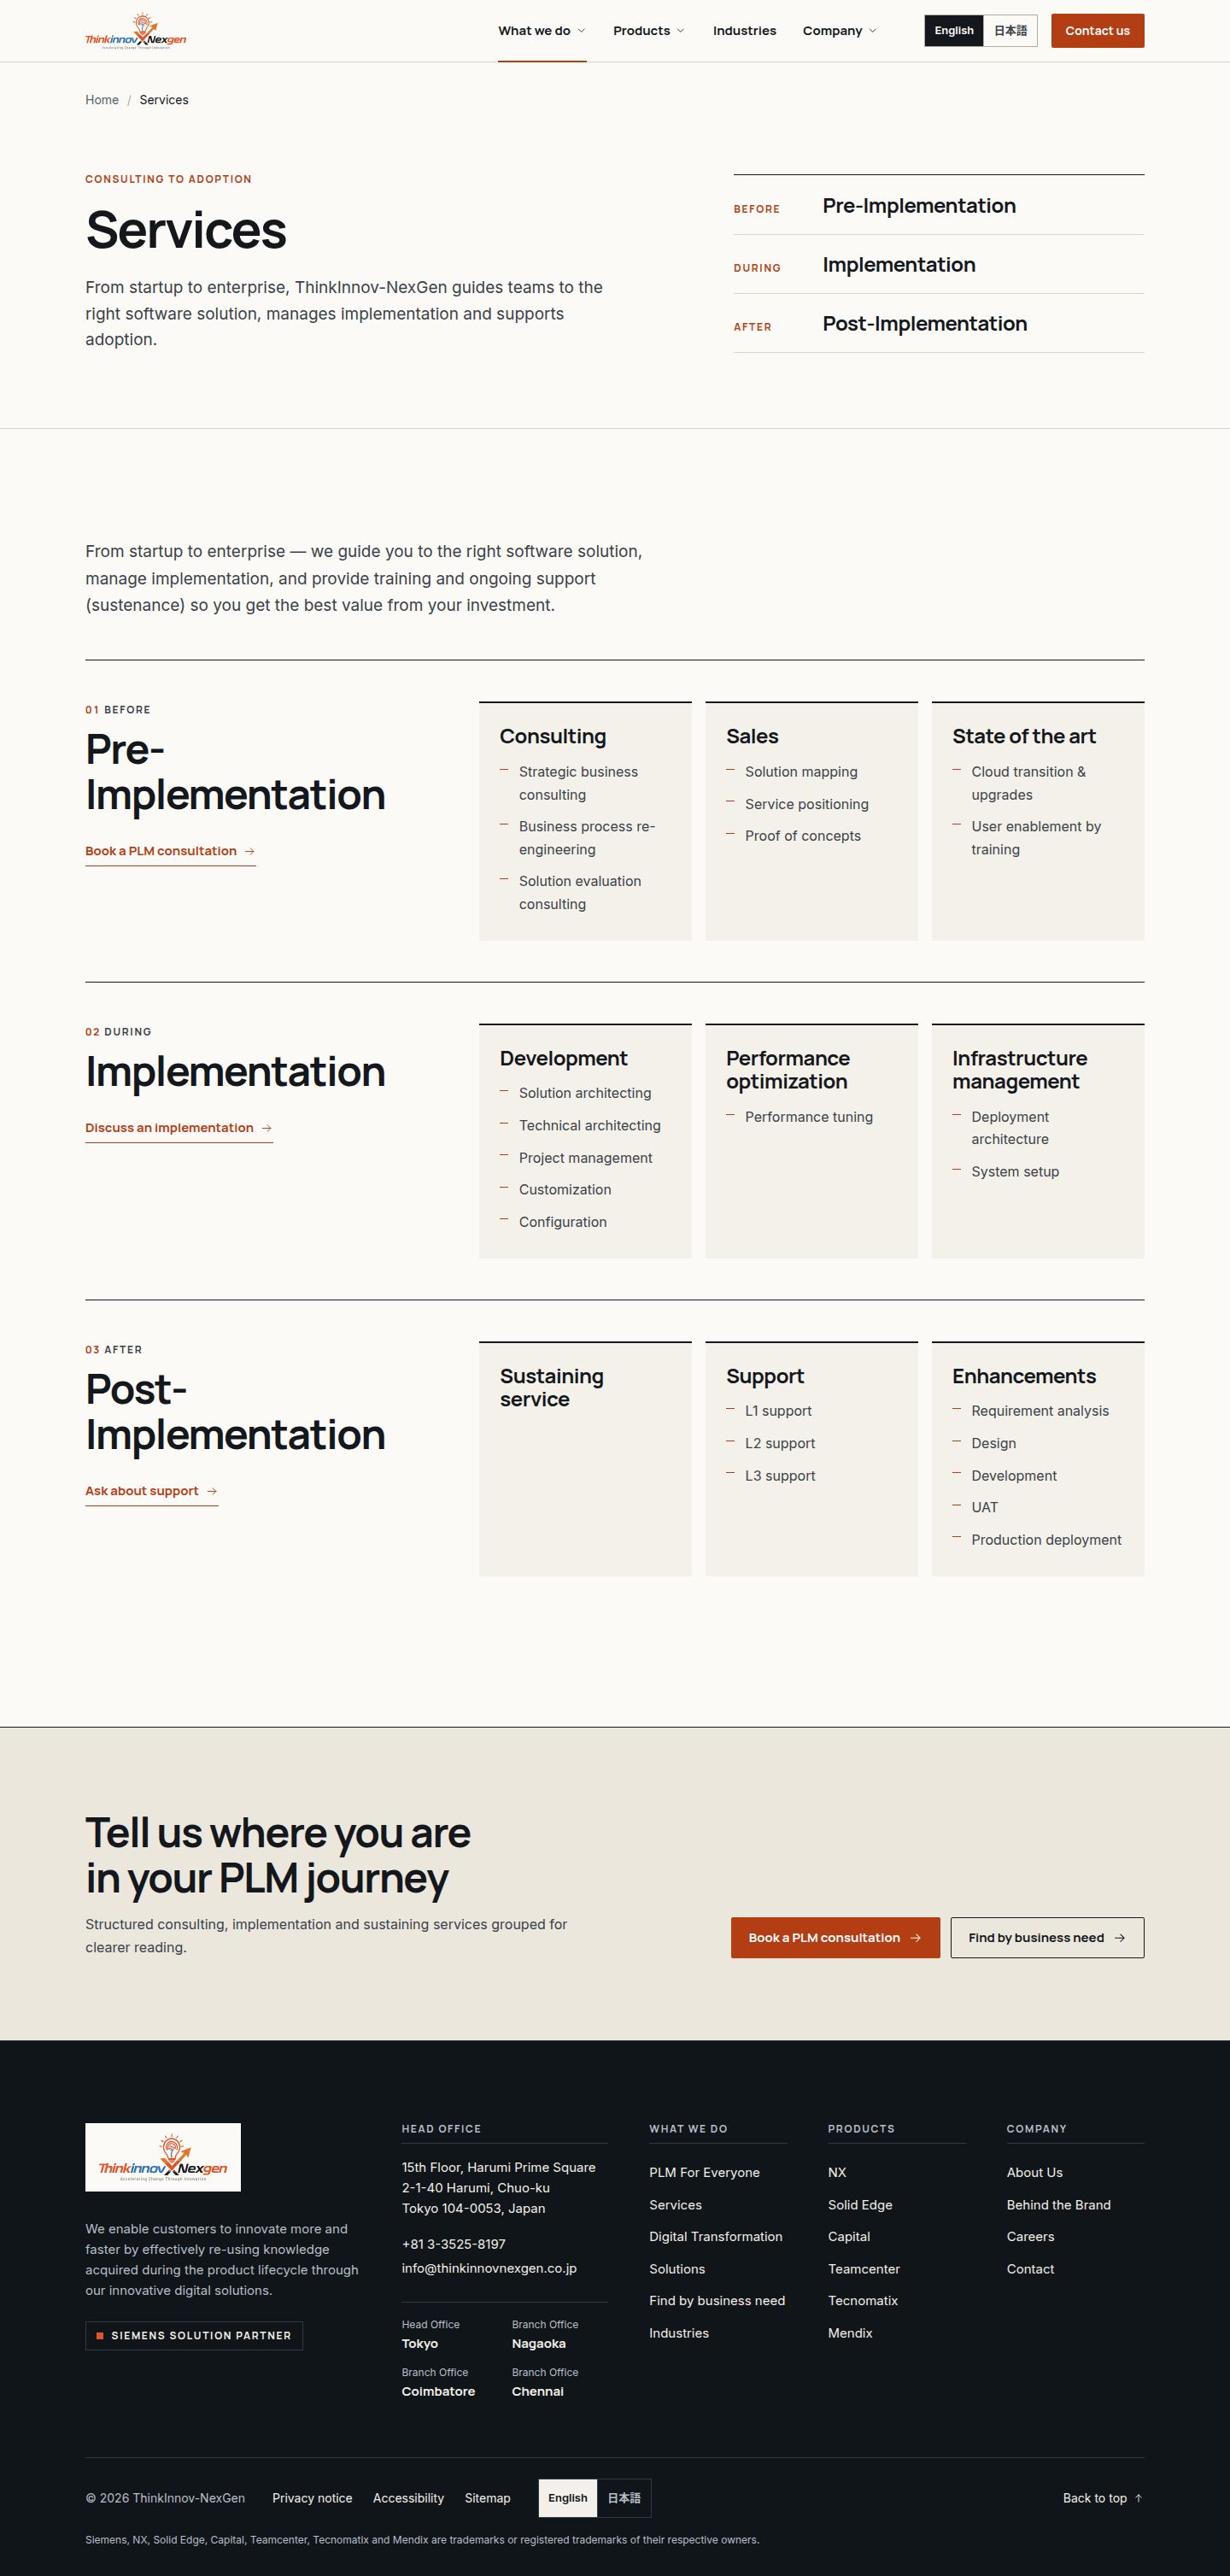 ThinkinnovXNexgen
Accelerating Change Through Innovation
What we do
Products
Industries
Company
English
日本語
Contact us
Home / Services
CONSULTING TO ADOPTION
Services
From startup to enterprise, ThinkInnov-NexGen guides teams to the
right software solution, manages implementation and supports
adoption.
BEFORE Pre-Implementation
DURING Implementation
AFTER Post-Implementation
From startup to enterprise — we guide you to the right software solution,
manage implementation, and provide training and ongoing support
(sustenance) so you get the best value from your investment.
01 BEFORE
Pre-
Implementation
Book a PLM consultation →
Consulting
— Strategic business
consulting
— Business process re-
engineering
— Solution evaluation
consulting
Sales
— Solution mapping
— Service positioning
— Proof of concepts
State of the art
— Cloud transition &
upgrades
— User enablement by
training
02 DURING
Implementation
Discuss an implementation →
Development
— Solution architecting
— Technical architecting
— Project management
— Customization
— Configuration
Performance
optimization
— Performance tuning
Infrastructure
management
— Deployment
architecture
— System setup
03 AFTER
Post-
Implementation
Ask about support →
Sustaining
service
Support
— L1 support
— L2 support
— L3 support
Enhancements
— Requirement analysis
— Design
— Development
— UAT
— Production deployment
Tell us where you are
in your PLM journey
Structured consulting, implementation and sustaining services grouped for
clearer reading.
Book a PLM consultation →
Find by business need →
ThinkinnovXNexgen
Accelerating Change Through Innovation
We enable customers to innovate more and
faster by effectively re-using knowledge
acquired during the product lifecycle through
our innovative digital solutions.
SIEMENS SOLUTION PARTNER
HEAD OFFICE
15th Floor, Harumi Prime Square
2-1-40 Harumi, Chuo-ku
Tokyo 104-0053, Japan
+81 3-3525-8197
info@thinkinnovnexgen.co.jp
Head Office
Tokyo
Branch Office
Nagaoka
Branch Office
Coimbatore
Branch Office
Chennai
WHAT WE DO
PLM For Everyone
Services
Digital Transformation
Solutions
Find by business need
Industries
PRODUCTS
NX
Solid Edge
Capital
Teamcenter
Tecnomatix
Mendix
COMPANY
About Us
Behind the Brand
Careers
Contact
© 2026 ThinkInnov-NexGen
Privacy notice
Accessibility
Sitemap
English
日本語
Back to top ↑
Siemens, NX, Solid Edge, Capital, Teamcenter, Tecnomatix and Mendix are trademarks or registered trademarks of their respective owners.